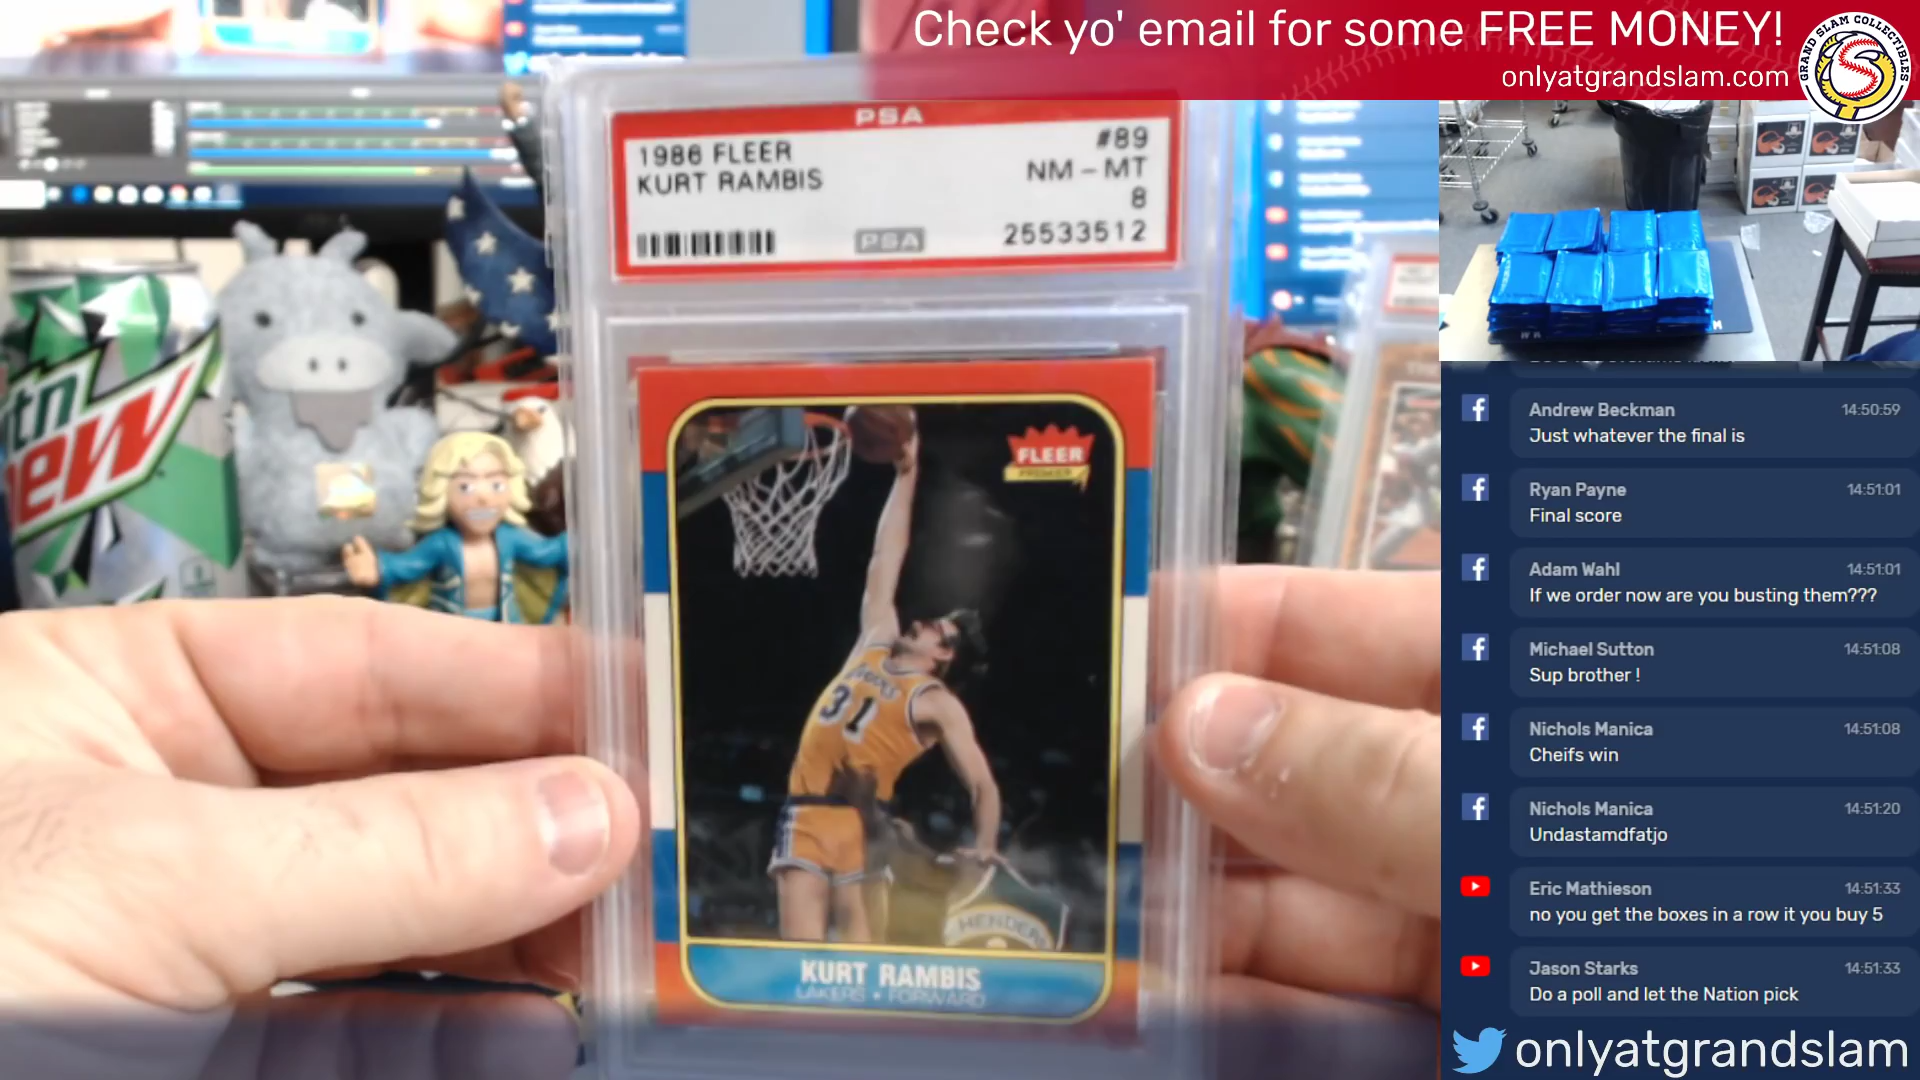 Check yo' email for some FREE MONEY!
onlyatgrandslam.com
GRAND SLAM COLLECTIBLES
PSA
1986 FLEER
#89
KURT RAMBIS
NM - MT
8
PSA
25533512
FLEER
PREMIER
31
HENDERS
KURT RAMBIS
LAKERS • FORWARD
mtn
Dew
Andrew Beckman 14:50:59
Just whatever the final is
Ryan Payne 14:51:01
Final score
Adam Wahl 14:51:01
If we order now are you busting them???
Michael Sutton 14:51:08
Sup brother !
Nichols Manica 14:51:08
Cheifs win
Nichols Manica 14:51:20
Undastamdfatjo
Eric Mathieson 14:51:33
no you get the boxes in a row it you buy 5
Jason Starks 14:51:33
Do a poll and let the Nation pick
onlyatgrandslam